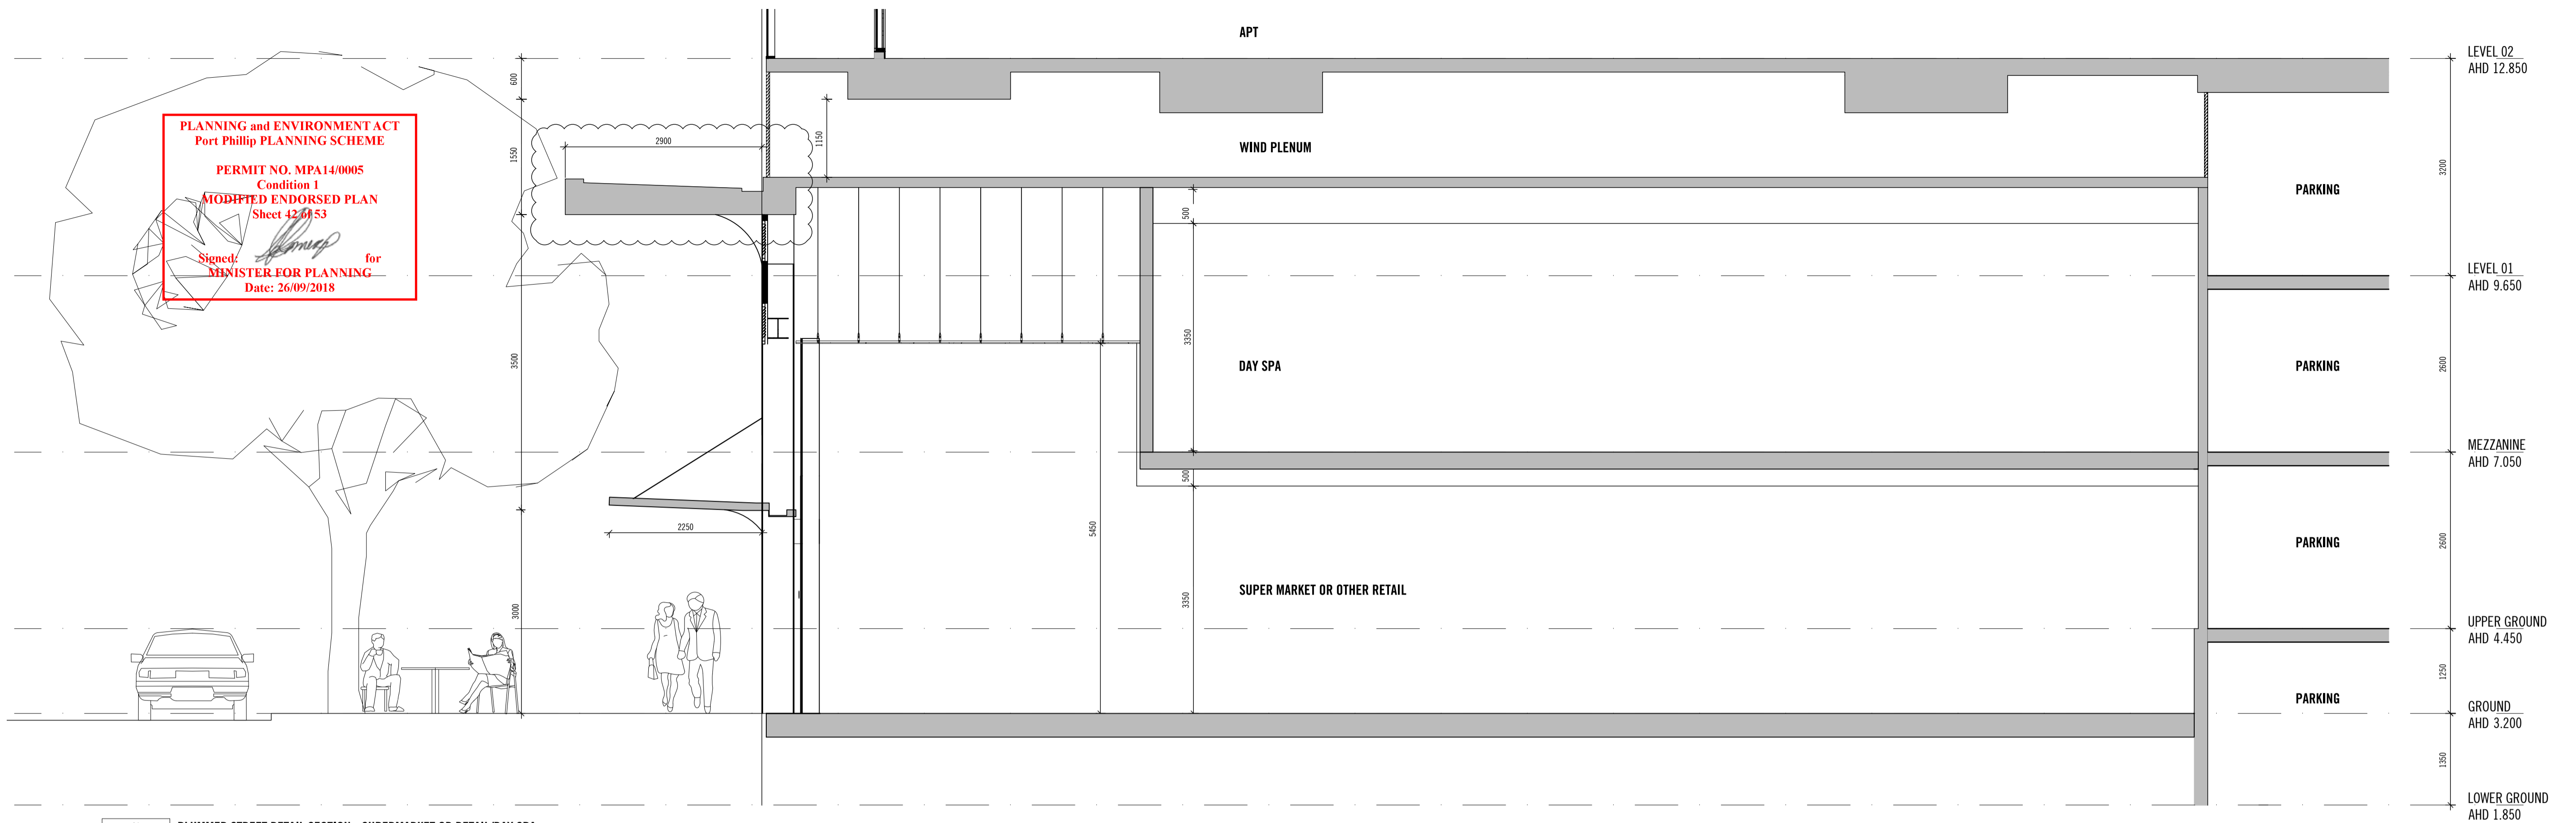 APT
LEVEL 02
AHD 12.850
600
PLANNING and ENVIRONMENT ACT
Port Phillip PLANNING SCHEME
PERMIT NO. MPA14/0005
Condition 1
MODIFIED ENDORSED PLAN
Sheet 42 of 53
Signed: for
MINISTER FOR PLANNING
Date: 26/09/2018
1550
2900
1150
WIND PLENUM
3200
PARKING
500
LEVEL 01
AHD 9.650
3500
3350
DAY SPA
PARKING
2600
MEZZANINE
AHD 7.050
500
2250
5450
PARKING
2600
SUPER MARKET OR OTHER RETAIL
3000
3350
UPPER GROUND
AHD 4.450
1250
PARKING
GROUND
AHD 3.200
1350
LOWER GROUND
AHD 1.850